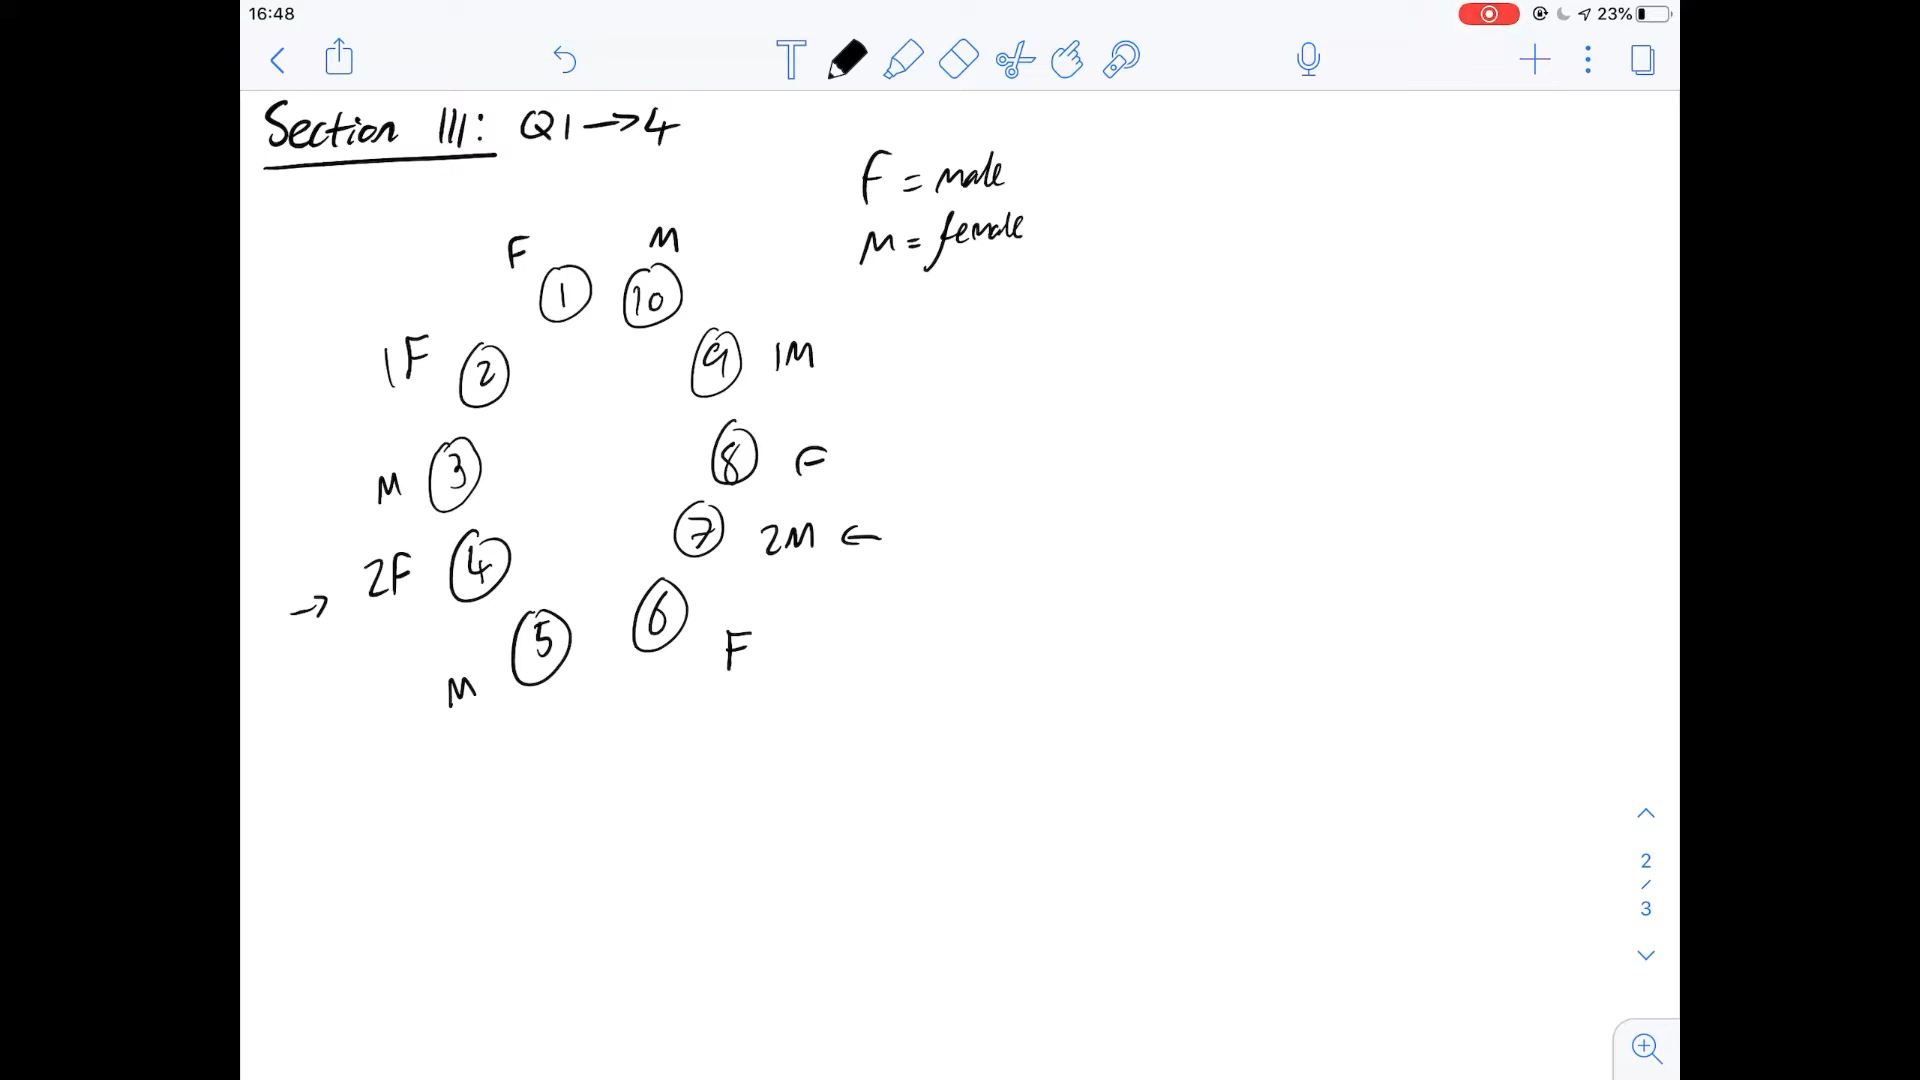 16:48
23%
Section III: Q1→4
F = male
M = female
F
M
1
10
1F
2
9
1M
M
3
8
F
2F
4
7
2M
←
→
5
6
F
M
2
/
3